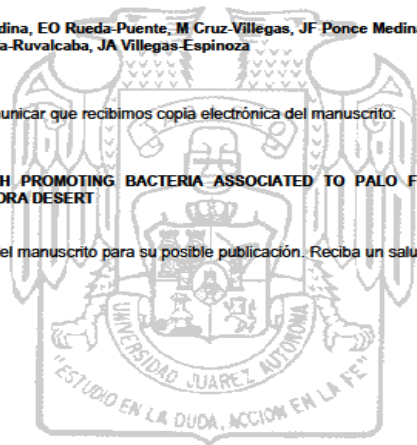 dina, EO Rueda-Puente, M Cruz-Villegas, JF Ponce Medina
a-Ruvalcaba, JA Villegas-Espinoza
unicar que recibimos copia electrónica del manuscrito:
H PROMOTING BACTERIA ASSOCIATED TO PALO F
ORA DESERT
el manuscrito para su posible publicación. Reciba un salu
UNIVERSIDAD JUAREZ AUTONOMA
"ESTUDIO EN LA DUDA, ACCION EN LA FE"